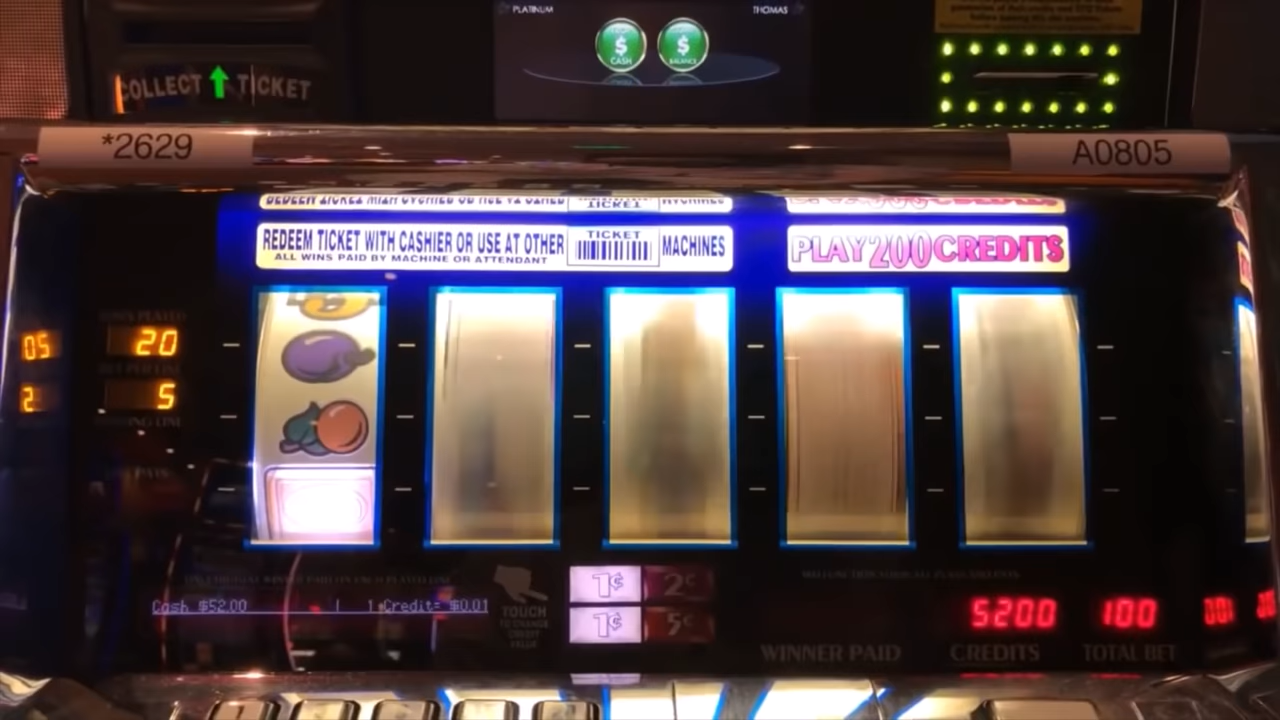 PLATINUM
THOMAS
$
CASH
$
BALANCE
COLLECT TICKET
*2629
A0805
REDEEM TICKET WITH CASHIER OR USE AT OTHER
TICKET
MACHINES
ALL WINS PAID BY MACHINE OR ATTENDANT
PLAY 200 CREDITS
20
5
05
2
Cash $52.00 | 1 Credit= $0.01
TOUCH
TO CHANGE
CREDIT
VALUE
1¢ 2¢
1¢ 5¢
5200
100
WINNER PAID
CREDITS
TOTAL BET